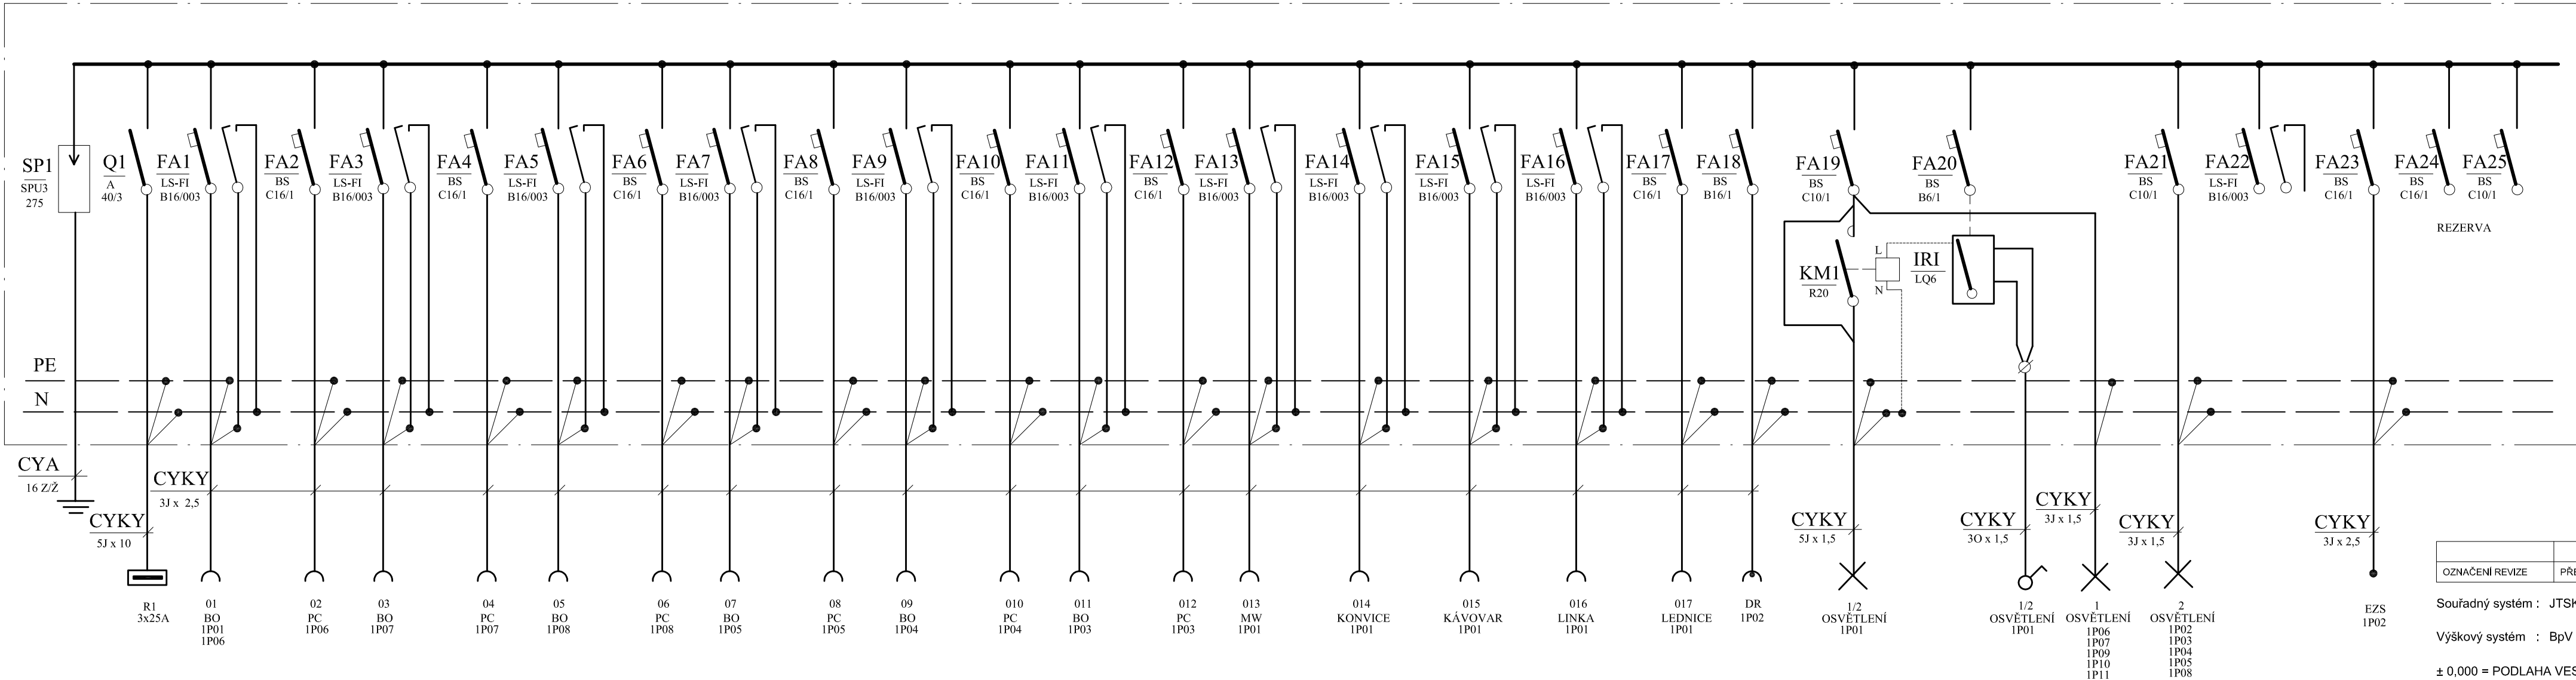 SP1
SPU3
275
Q1
A
40/3
FA1
LS-FI
B16/003
FA2
BS
C16/1
FA3
LS-FI
B16/003
FA4
BS
C16/1
FA5
LS-FI
B16/003
FA6
BS
C16/1
FA7
LS-FI
B16/003
FA8
BS
C16/1
FA9
LS-FI
B16/003
FA10
BS
C16/1
FA11
LS-FI
B16/003
FA12
BS
C16/1
FA13
LS-FI
B16/003
FA14
LS-FI
B16/003
FA15
LS-FI
B16/003
FA16
LS-FI
B16/003
FA17
BS
C16/1
FA18
BS
B16/1
FA19
BS
C10/1
FA20
BS
B6/1
FA21
BS
C10/1
FA22
LS-FI
B16/003
FA23
BS
C16/1
FA24
BS
C16/1
FA25
BS
C10/1
REZERVA
KM1
R20
L
N
IRI
LQ6
PE
N
CYA
16 Z/Ž
CYKY
5J x 10
CYKY
3J x 2,5
CYKY
5J x 1,5
CYKY
3O x 1,5
CYKY
3J x 1,5
CYKY
3J x 1,5
CYKY
3J x 2,5
R1
3x25A
01
BO
1P01
1P06
02
PC
1P06
03
BO
1P07
04
PC
1P07
05
BO
1P08
06
PC
1P08
07
BO
1P05
08
PC
1P05
09
BO
1P04
010
PC
1P04
011
BO
1P03
012
PC
1P03
013
MW
1P01
014
KONVICE
1P01
015
KÁVOVAR
1P01
016
LINKA
1P01
017
LEDNICE
1P01
DR
1P02
1/2
OSVĚTLENÍ
1P01
1/2
OSVĚTLENÍ
1P01
1
OSVĚTLENÍ
1P06
1P07
1P09
1P10
1P11
2
OSVĚTLENÍ
1P02
1P03
1P04
1P05
1P08
EZS
1P02
OZNAČENÍ REVIZE
Souřadný systém : JTSK
Výškový systém : BpV
± 0,000 = PODLAHA